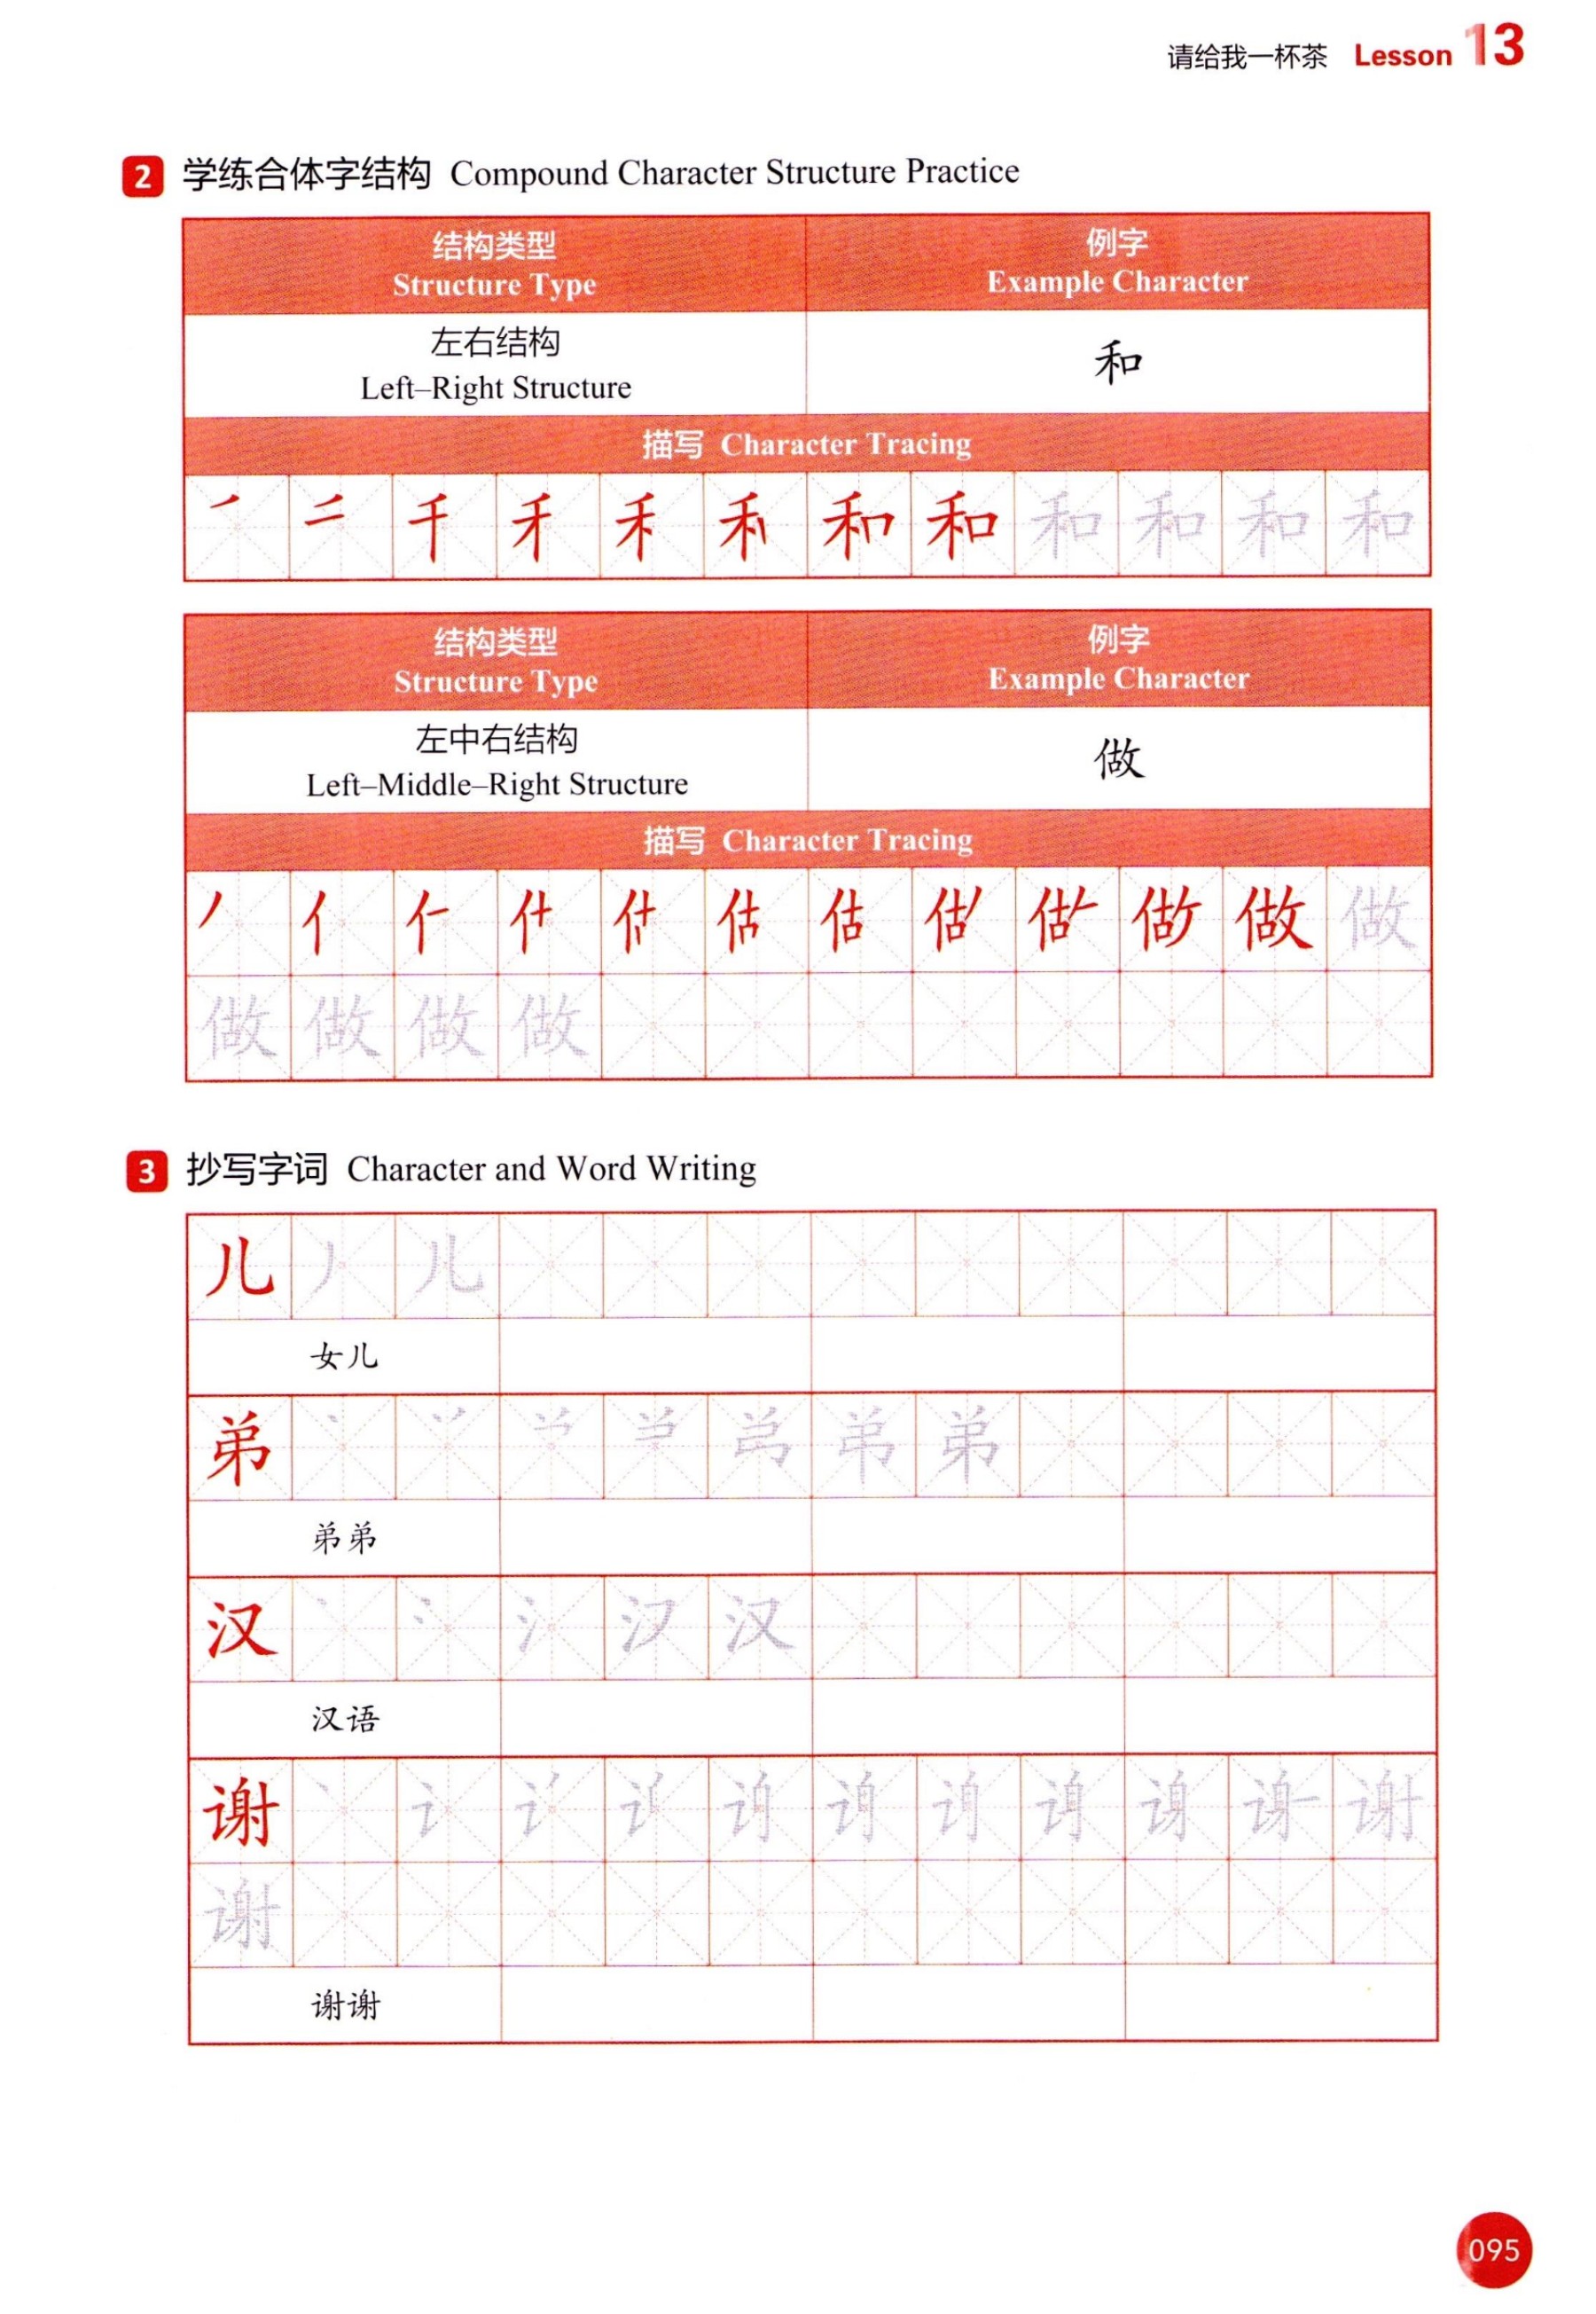 请给我一杯茶 Lesson 13
2 学练合体字结构 Compound Character Structure Practice
结构类型 例字
Structure Type Example Character
左右结构
Left–Right Structure
和
描写 Character Tracing
和 和 和 和 和
结构类型 例字
Structure Type Example Character
左中右结构
Left–Middle–Right Structure
做
描写 Character Tracing
做 做
做 做 做 做
3 抄写字词 Character and Word Writing
儿 儿
女儿
弟 弟
弟弟
汉 汉
汉语
谢
谢
谢谢
095